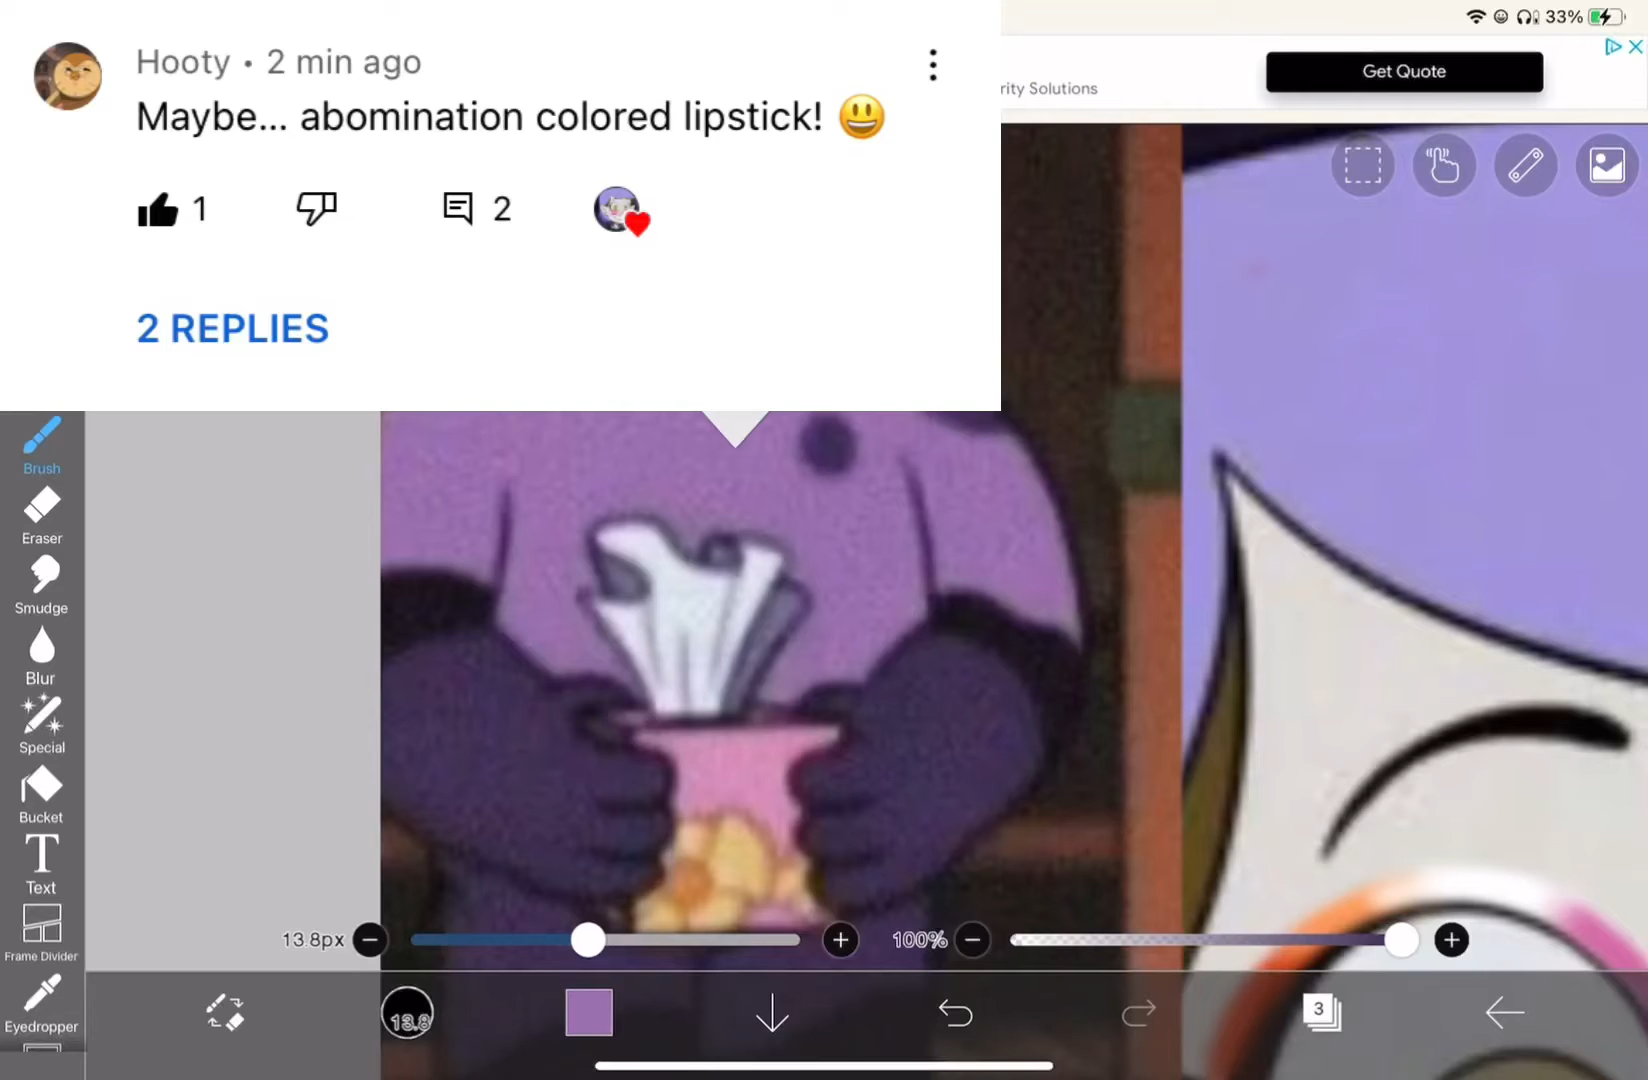 33%
Hooty • 2 min ago
Maybe... abomination colored lipstick! 😃
Get Quote
rity Solutions
1
2
2 REPLIES
Brush
Eraser
Smudge
Blur
Special
Bucket
T
Text
Frame Divider
Eyedropper
13.8px
100%
13.8
3